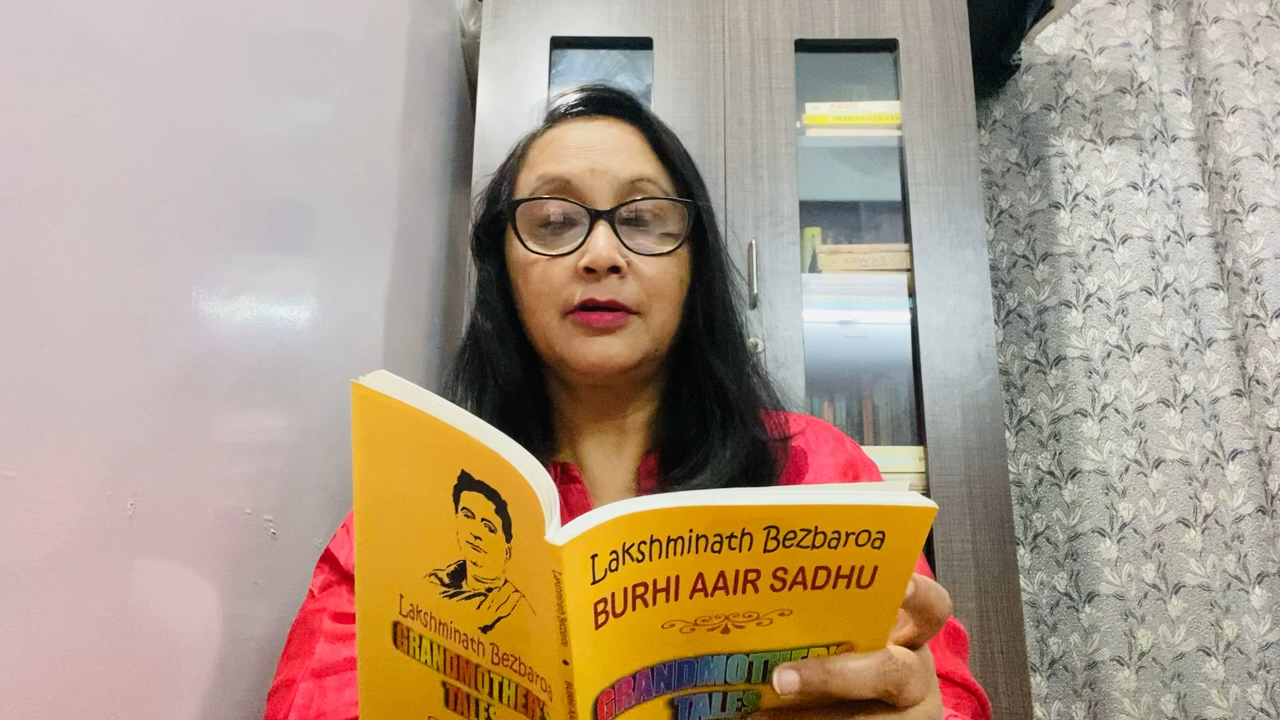 Lakshminath Bezbaroa
GRANDMOTHER'S
TALES
Lakshminath Bezbaroa
BURHI AAIR SADHU
GRANDMOTHER'S
TALES